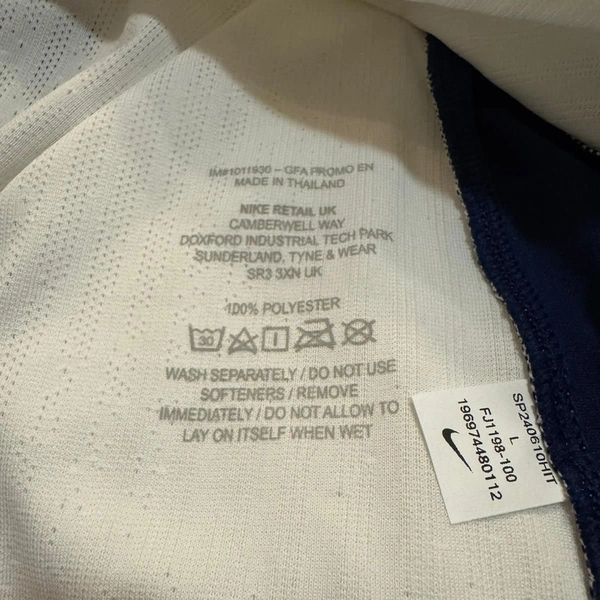 IM#1011930 – GFA PROMO EN
MADE IN THAILAND
NIKE RETAIL UK
CAMBERWELL WAY
DOXFORD INDUSTRIAL TECH PARK
SUNDERLAND, TYNE & WEAR
SR3 3XN UK
100% POLYESTER
30
WASH SEPARATELY / DO NOT USE
SOFTENERS / REMOVE
IMMEDIATELY / DO NOT ALLOW TO
LAY ON ITSELF WHEN WET
SP240610HIT
L
FJ1198-100
196974480112